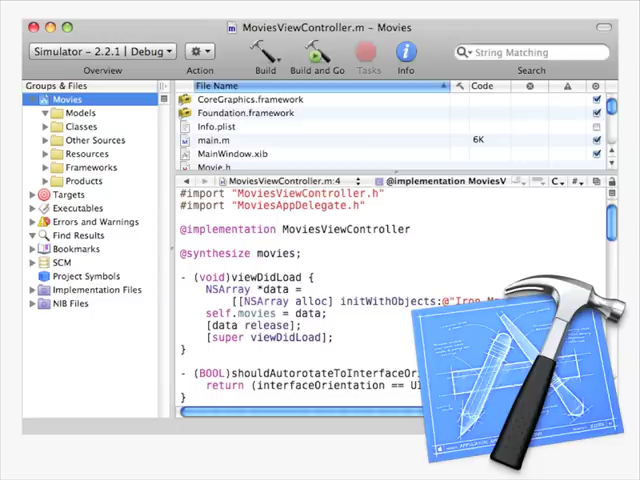 MoviesViewController.m - Movies
Simulator - 2.2.1 | Debug
String Matching
Overview
Action
Build
Build and Go
Tasks
Info
Search
Groups & Files
Movies
Models
Classes
Other Sources
Resources
Frameworks
Products
Targets
Executables
Errors and Warnings
Find Results
Bookmarks
SCM
Project Symbols
Implementation Files
NIB Files
File Name
Code
CoreGraphics.framework
Foundation.framework
Info.plist
main.m
6K
MainWindow.xib
Movie.h
MoviesViewController.m:4
@implementation MoviesV
C
#
#import "MoviesViewController.h"
#import "MoviesAppDelegate.h"
@implementation MoviesViewController
@synthesize movies;
- (void)viewDidLoad {
NSArray *data =
[[NSArray alloc] initWithObjects:@"Iron
self.movies = data;
[data release];
[super viewDidLoad];
}
- (BOOL)shouldAutorotateToInterfaceOri
return (interfaceOrientation == UI
}